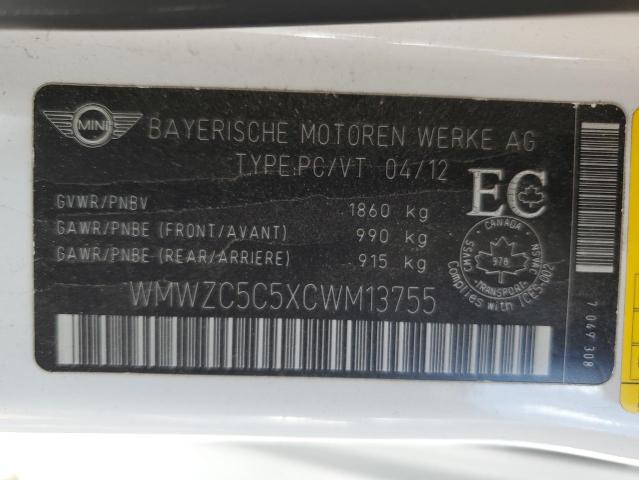 MINI
BAYERISCHE MOTOREN WERKE AG
TYPE:PC/VT 04/12
GVWR/PNBV 1860 kg
GAWR/PNBE (FRONT/AVANT) 990 kg
GAWR/PNBE (REAR/ARRIERE) 915 kg
EC
CANADA
CMVSS
NSVAC
978
TRANSPORT
Complies with ICES-002
WMWZC5C5XCWM13755
7 049 308